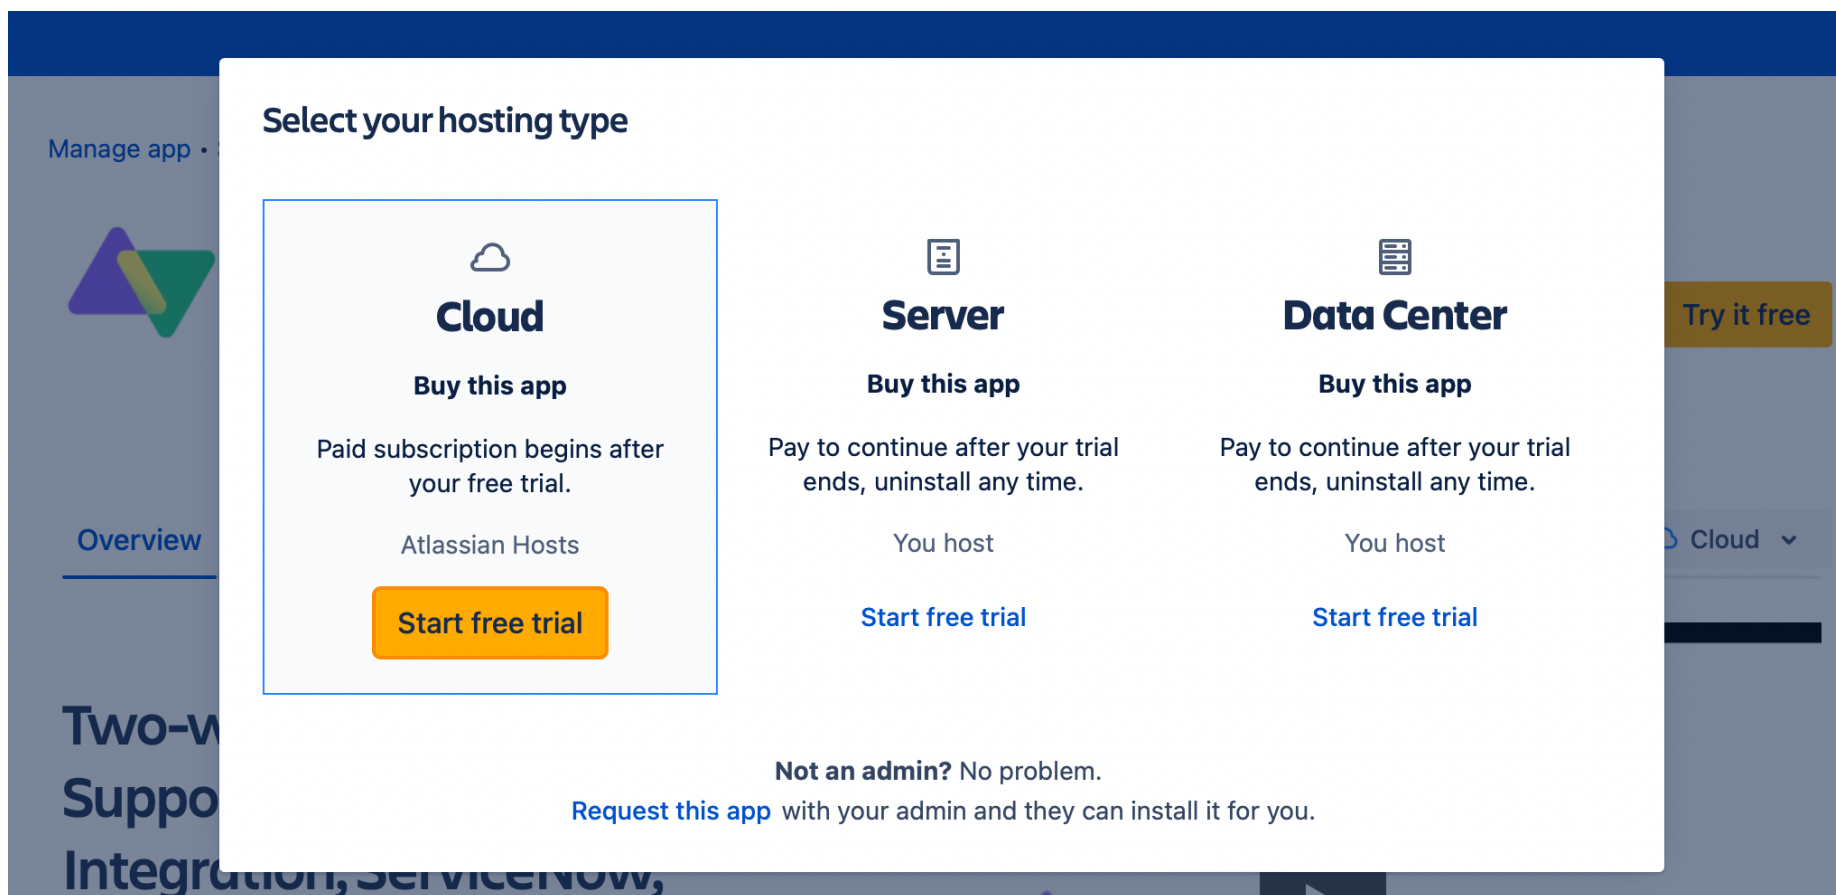 Select your hosting type
Manage app •
Cloud
Buy this app
Paid subscription begins after
your free trial.
Atlassian Hosts
Start free trial
Server
Buy this app
Pay to continue after your trial
ends, uninstall any time.
You host
Start free trial
Data Center
Buy this app
Pay to continue after your trial
ends, uninstall any time.
You host
Start free trial
Try it free
Overview
Cloud
Not an admin? No problem.
Request this app with your admin and they can install it for you.
Two-w
Suppo
Integration, ServiceNow,